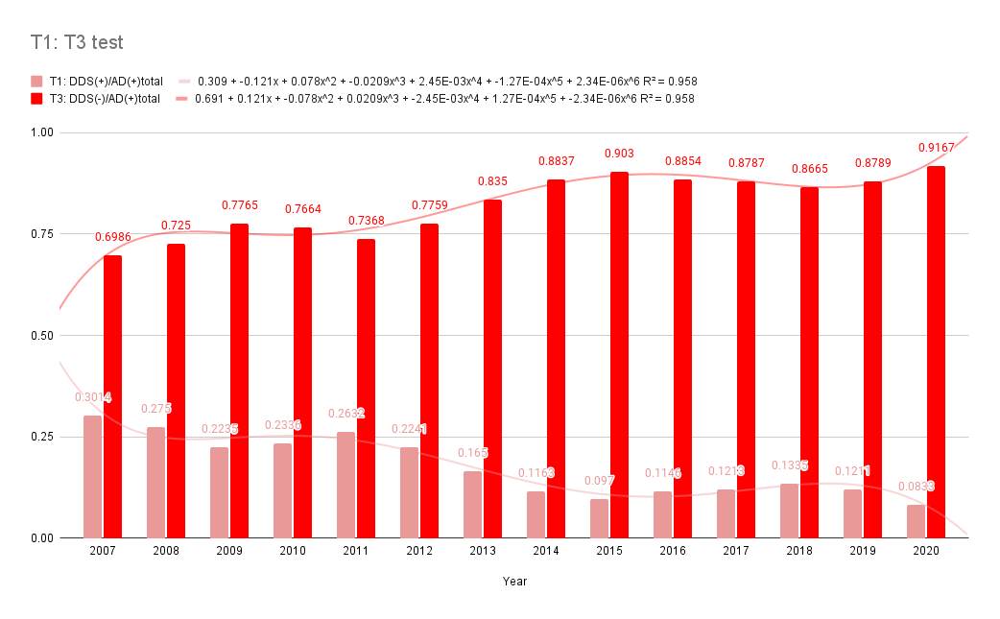 T1: T3 test
T1: DDS(+)/AD(+)total 0.309 + -0.121x + 0.078x^2 + -0.0209x^3 + 2.45E-03x^4 + -1.27E-04x^5 + 2.34E-06x^6 R² = 0.958
T3: DDS(-)/AD(+)total 0.691 + 0.121x + -0.078x^2 + 0.0209x^3 + -2.45E-03x^4 + 1.27E-04x^5 + -2.34E-06x^6 R² = 0.958
1.00
0.75
0.50
0.25
0.00
0.6986 0.725 0.7765 0.7664 0.7368 0.7759 0.835 0.8837 0.903 0.8854 0.8787 0.8665 0.8789 0.9167
0.3014 0.275 0.2235 0.2336 0.2632 0.2241 0.165 0.1163 0.097 0.1146 0.1213 0.1335 0.1211 0.0833
2007 2008 2009 2010 2011 2012 2013 2014 2015 2016 2017 2018 2019 2020
Year